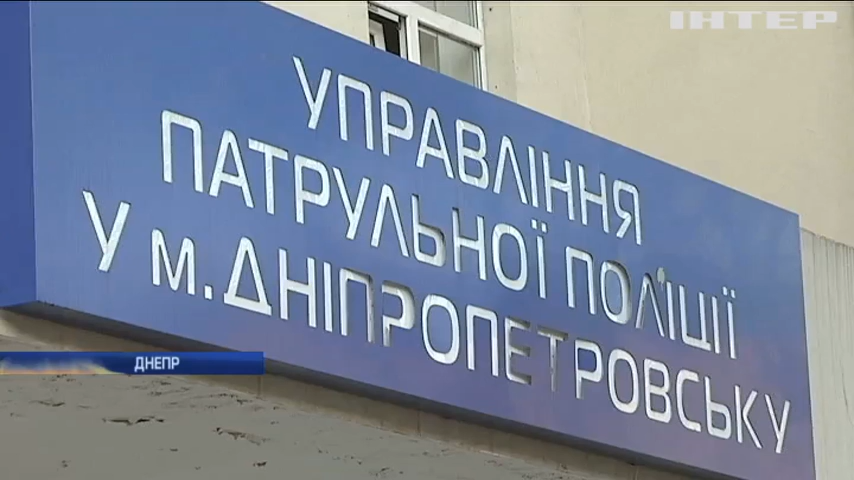 ІНТЕР
УПРАВЛІННЯ
ПАТРУЛЬНОЇ ПОЛІЦІЇ
У м. ДНІПРОПЕТРОВСЬКУ
ДНЕПР